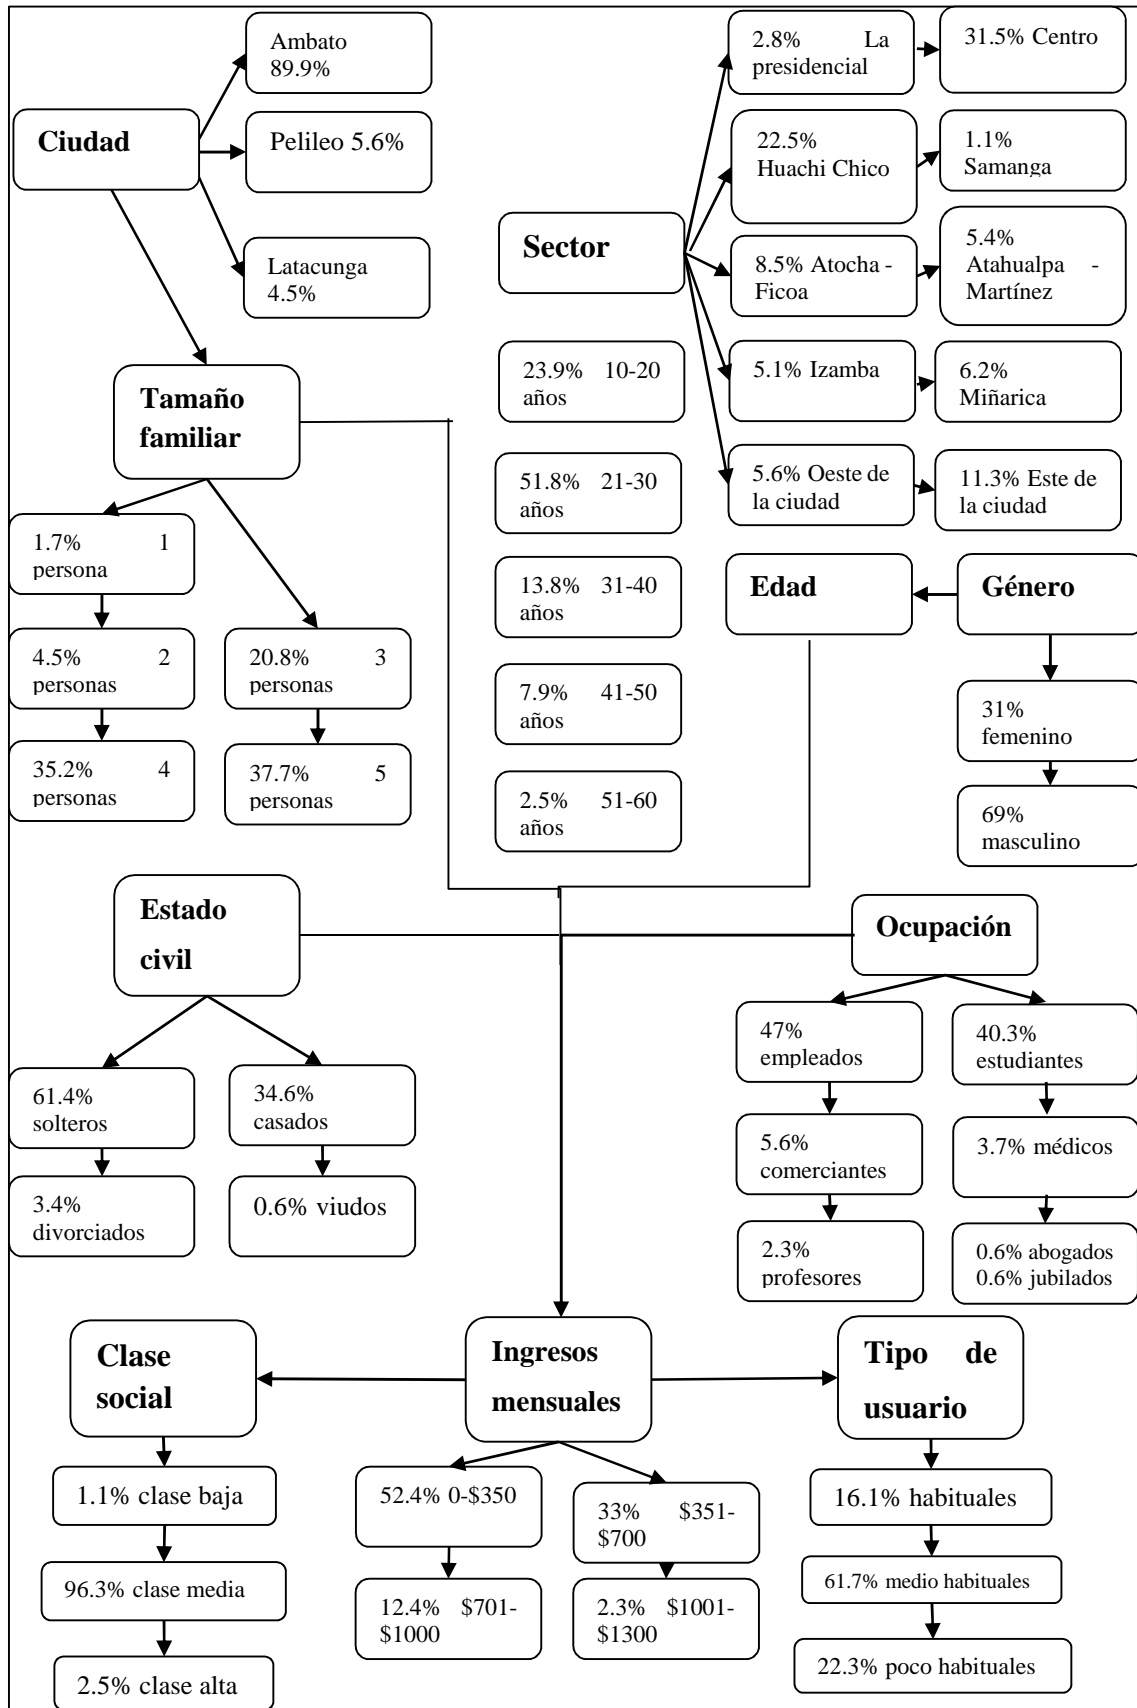 Ciudad
Ambato
89.9%
Pelileo 5.6%
Latacunga
4.5%
Sector
2.8% La
presidencial
31.5% Centro
22.5%
Huachi Chico
1.1%
Samanga
8.5% Atocha -
Ficoa
5.4%
Atahualpa -
Martínez
5.1% Izamba
6.2%
Miñarica
5.6% Oeste de
la ciudad
11.3% Este de
la ciudad
Tamaño
familiar
1.7% 1
persona
4.5% 2
personas
20.8% 3
personas
35.2% 4
personas
37.7% 5
personas
23.9% 10-20
años
51.8% 21-30
años
13.8% 31-40
años
7.9% 41-50
años
2.5% 51-60
años
Edad
Género
31%
femenino
69%
masculino
Estado
civil
61.4%
solteros
34.6%
casados
3.4%
divorciados
0.6% viudos
Ocupación
47%
empleados
40.3%
estudiantes
5.6%
comerciantes
3.7% médicos
2.3%
profesores
0.6% abogados
0.6% jubilados
Clase
social
1.1% clase baja
96.3% clase media
2.5% clase alta
Ingresos
mensuales
52.4% 0-$350
33% $351-
$700
12.4% $701-
$1000
2.3% $1001-
$1300
Tipo de
usuario
16.1% habituales
61.7% medio habituales
22.3% poco habituales